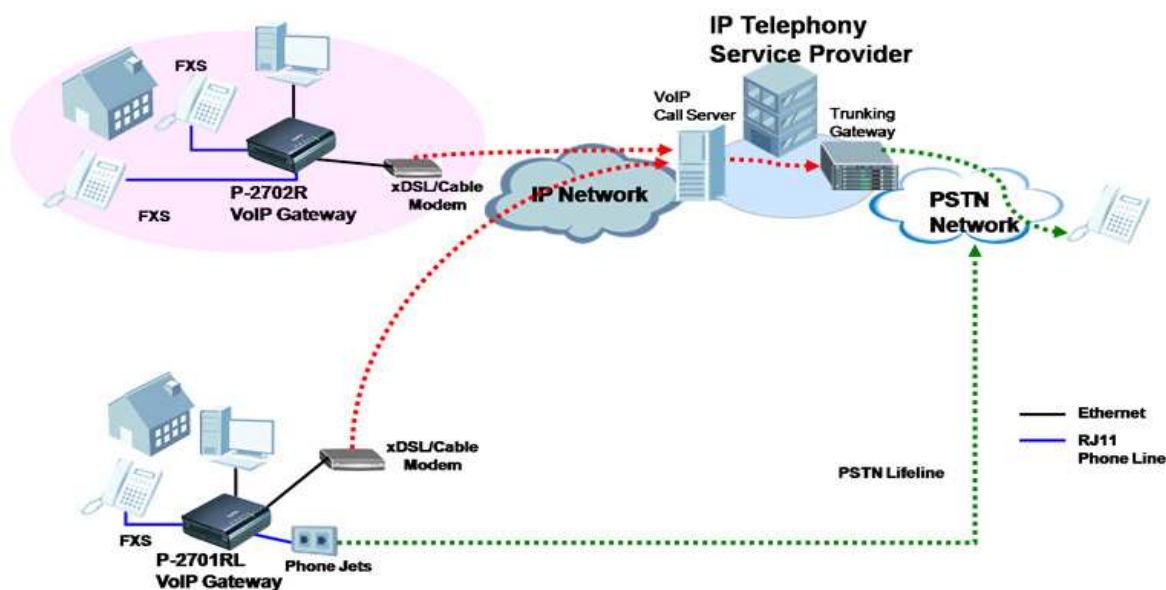 IP Telephony
Service Provider
FXS
VoIP
Call Server
Trunking
Gateway
xDSL/Cable
Modem
IP Network
PSTN
Network
P-2702R
VoIP Gateway
FXS
xDSL/Cable
Modem
Ethernet
RJ11
Phone Line
PSTN Lifeline
FXS
P-2701RL
VoIP Gateway
Phone Jets